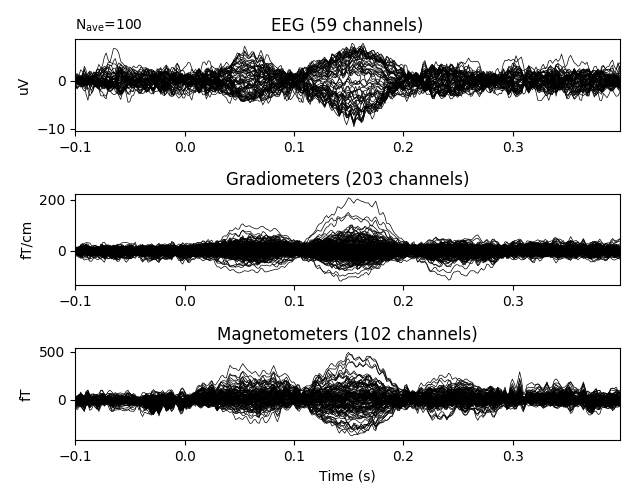 Nave=100
EEG (59 channels)
uV
0
−10
−0.1 0.0 0.1 0.2 0.3
Gradiometers (203 channels)
fT/cm
200
0
−0.1 0.0 0.1 0.2 0.3
Magnetometers (102 channels)
fT
500
0
−0.1 0.0 0.1 0.2 0.3
Time (s)